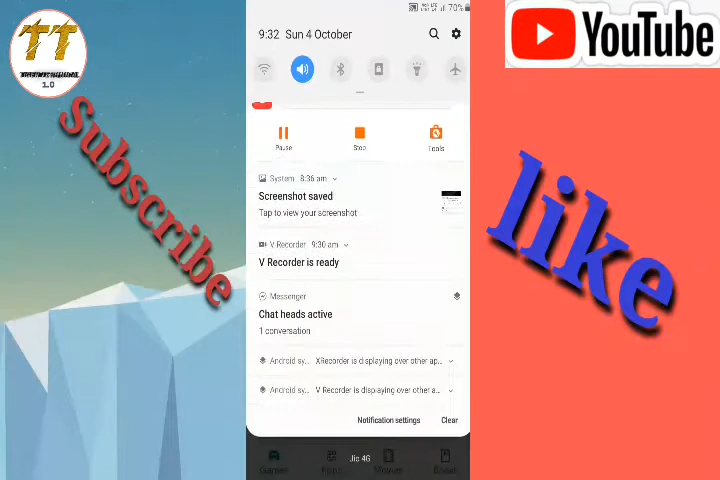 TT
1.0
Subscribe
70%
9:32 Sun 4 October
Pause
Stop
Tools
System 8:36 am
Screenshot saved
Tap to view your screenshot
V Recorder 9:30 am
V Recorder is ready
Messenger
Chat heads active
1 conversation
Android sy... XRecorder is displaying over other ap...
Android sy... V Recorder is displaying over other a...
Notification settings Clear
Jio 4G
YouTube
like